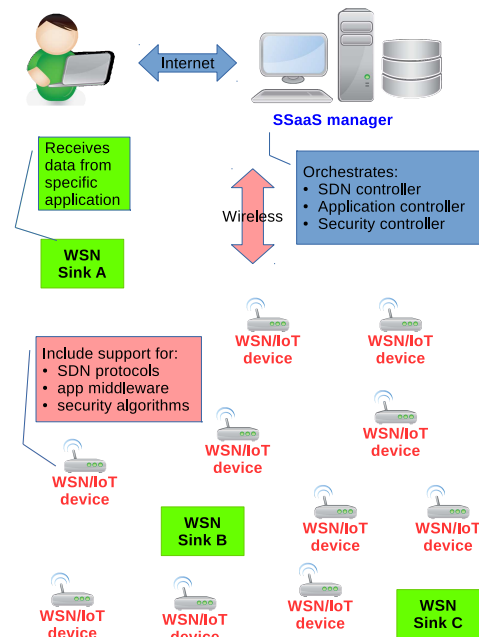 Internet
SSaaS manager
Receives
data from
specific
application
Orchestrates:
• SDN controller
• Application controller
• Security controller
Wireless
WSN
Sink A
WSN/IoT
device
WSN/IoT
device
Include support for:
• SDN protocols
• app middleware
• security algorithms
WSN/IoT
device
WSN/IoT
device
WSN/IoT
device
WSN
Sink B
WSN/IoT
device
WSN/IoT
device
WSN/IoT
device
WSN/IoT
device
WSN/IoT
device
WSN
Sink C